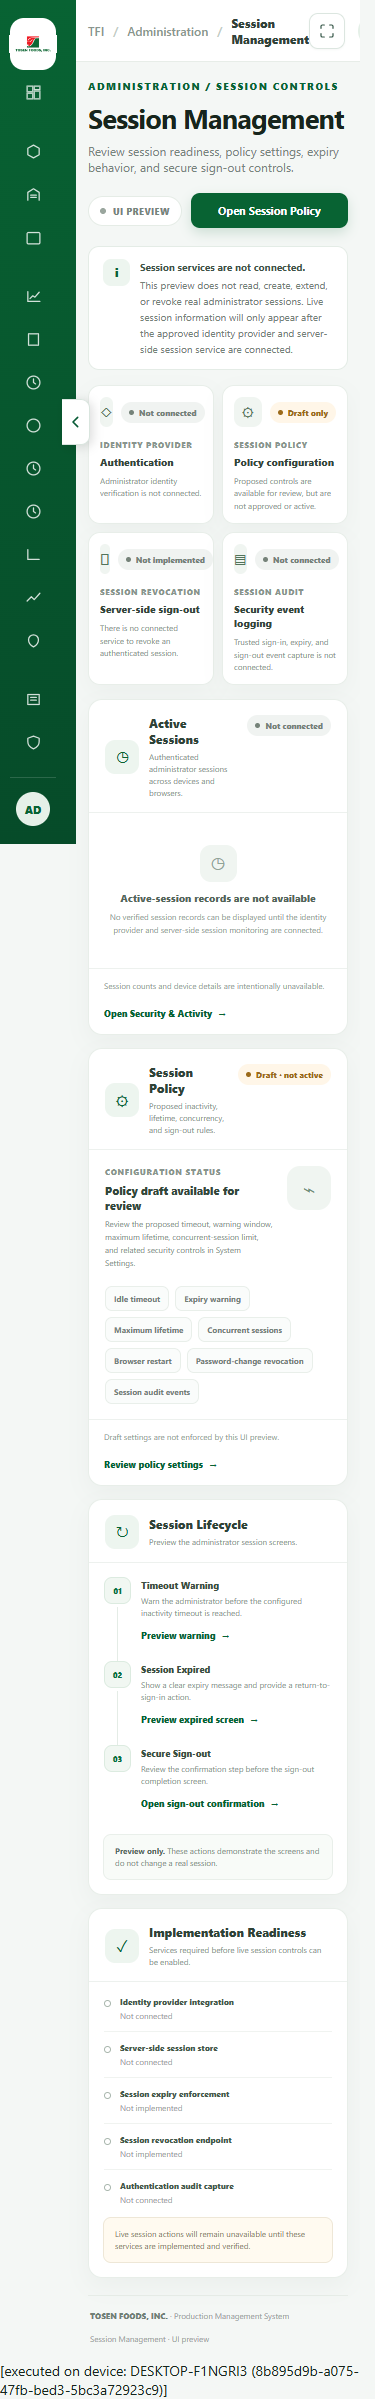 TOSEN FOODS, INC.
TFI / Administration / Session
Management
ADMINISTRATION / SESSION CONTROLS
Session Management
Review session readiness, policy settings, expiry
behavior, and secure sign-out controls.
UI PREVIEW
Open Session Policy
i
Session services are not connected.
This preview does not read, create, extend,
or revoke real administrator sessions. Live
session information will only appear after
the approved identity provider and server-
side session service are connected.
Not connected
IDENTITY PROVIDER
Authentication
Administrator identity
verification is not connected.
Draft only
SESSION POLICY
Policy configuration
Proposed controls are
available for review, but are
not approved or active.
Not implemented
SESSION REVOCATION
Server-side sign-out
There is no connected
service to revoke an
authenticated session.
Not connected
SESSION AUDIT
Security event
logging
Trusted sign-in, expiry, and
sign-out event capture is not
connected.
Active
Sessions
Authenticated
administrator sessions
across devices and
browsers.
Not connected
AD
Active-session records are not available
No verified session records can be displayed until the identity
provider and server-side session monitoring are connected.
Session counts and device details are intentionally unavailable.
Open Security & Activity →
Session
Policy
Proposed inactivity,
lifetime, concurrency,
and sign-out rules.
Draft · not active
CONFIGURATION STATUS
Policy draft available for
review
Review the proposed timeout, warning window,
maximum lifetime, concurrent-session limit,
and related security controls in System
Settings.
Idle timeout
Expiry warning
Maximum lifetime
Concurrent sessions
Browser restart
Password-change revocation
Session audit events
Draft settings are not enforced by this UI preview.
Review policy settings →
Session Lifecycle
Preview the administrator session screens.
01
Timeout Warning
Warn the administrator before the configured
inactivity timeout is reached.
Preview warning →
02
Session Expired
Show a clear expiry message and provide a return-to-
sign-in action.
Preview expired screen →
03
Secure Sign-out
Review the confirmation step before the sign-out
completion screen.
Open sign-out confirmation →
Preview only. These actions demonstrate the screens and
do not change a real session.
Implementation Readiness
Services required before live session controls can
be enabled.
Identity provider integration
Not connected
Server-side session store
Not connected
Session expiry enforcement
Not implemented
Session revocation endpoint
Not implemented
Authentication audit capture
Not connected
Live session actions will remain unavailable until these
services are implemented and verified.
TOSEN FOODS, INC. · Production Management System
Session Management · UI preview
[executed on device: DESKTOP-F1NGRI3 (8b895d9b-a075-
47fb-bed3-5bc3a72923c9)]